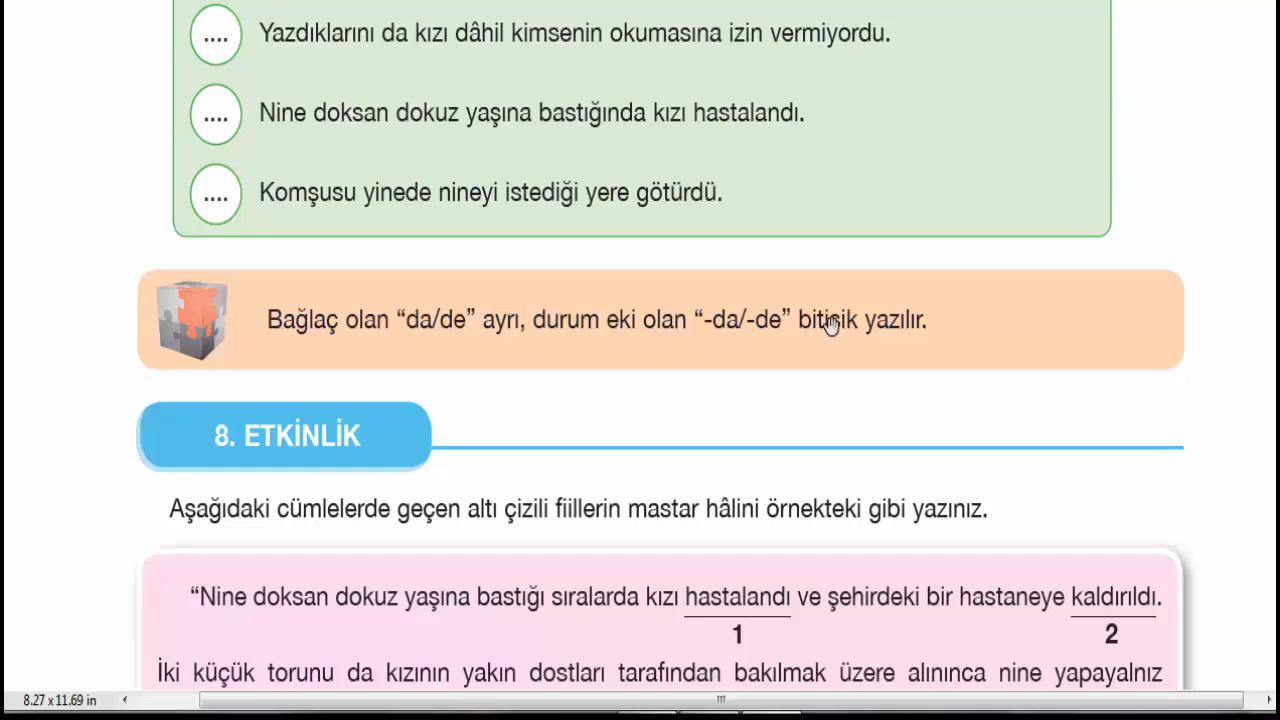 .... Yazdıklarını da kızı dâhil kimsenin okumasına izin vermiyordu.
.... Nine doksan dokuz yaşına bastığında kızı hastalandı.
.... Komşusu yinede nineyi istediği yere götürdü.
Bağlaç olan “da/de” ayrı, durum eki olan “-da/-de” bitişik yazılır.
8. ETKİNLİK
Aşağıdaki cümlelerde geçen altı çizili fiillerin mastar hâlini örnekteki gibi yazınız.
“Nine doksan dokuz yaşına bastığı sıralarda kızı hastalandı ve şehirdeki bir hastaneye kaldırıldı.
1 2
İki küçük torunu da kızının yakın dostları tarafından bakılmak üzere alınınca nine yapayalnız
8.27 x 11.69 in